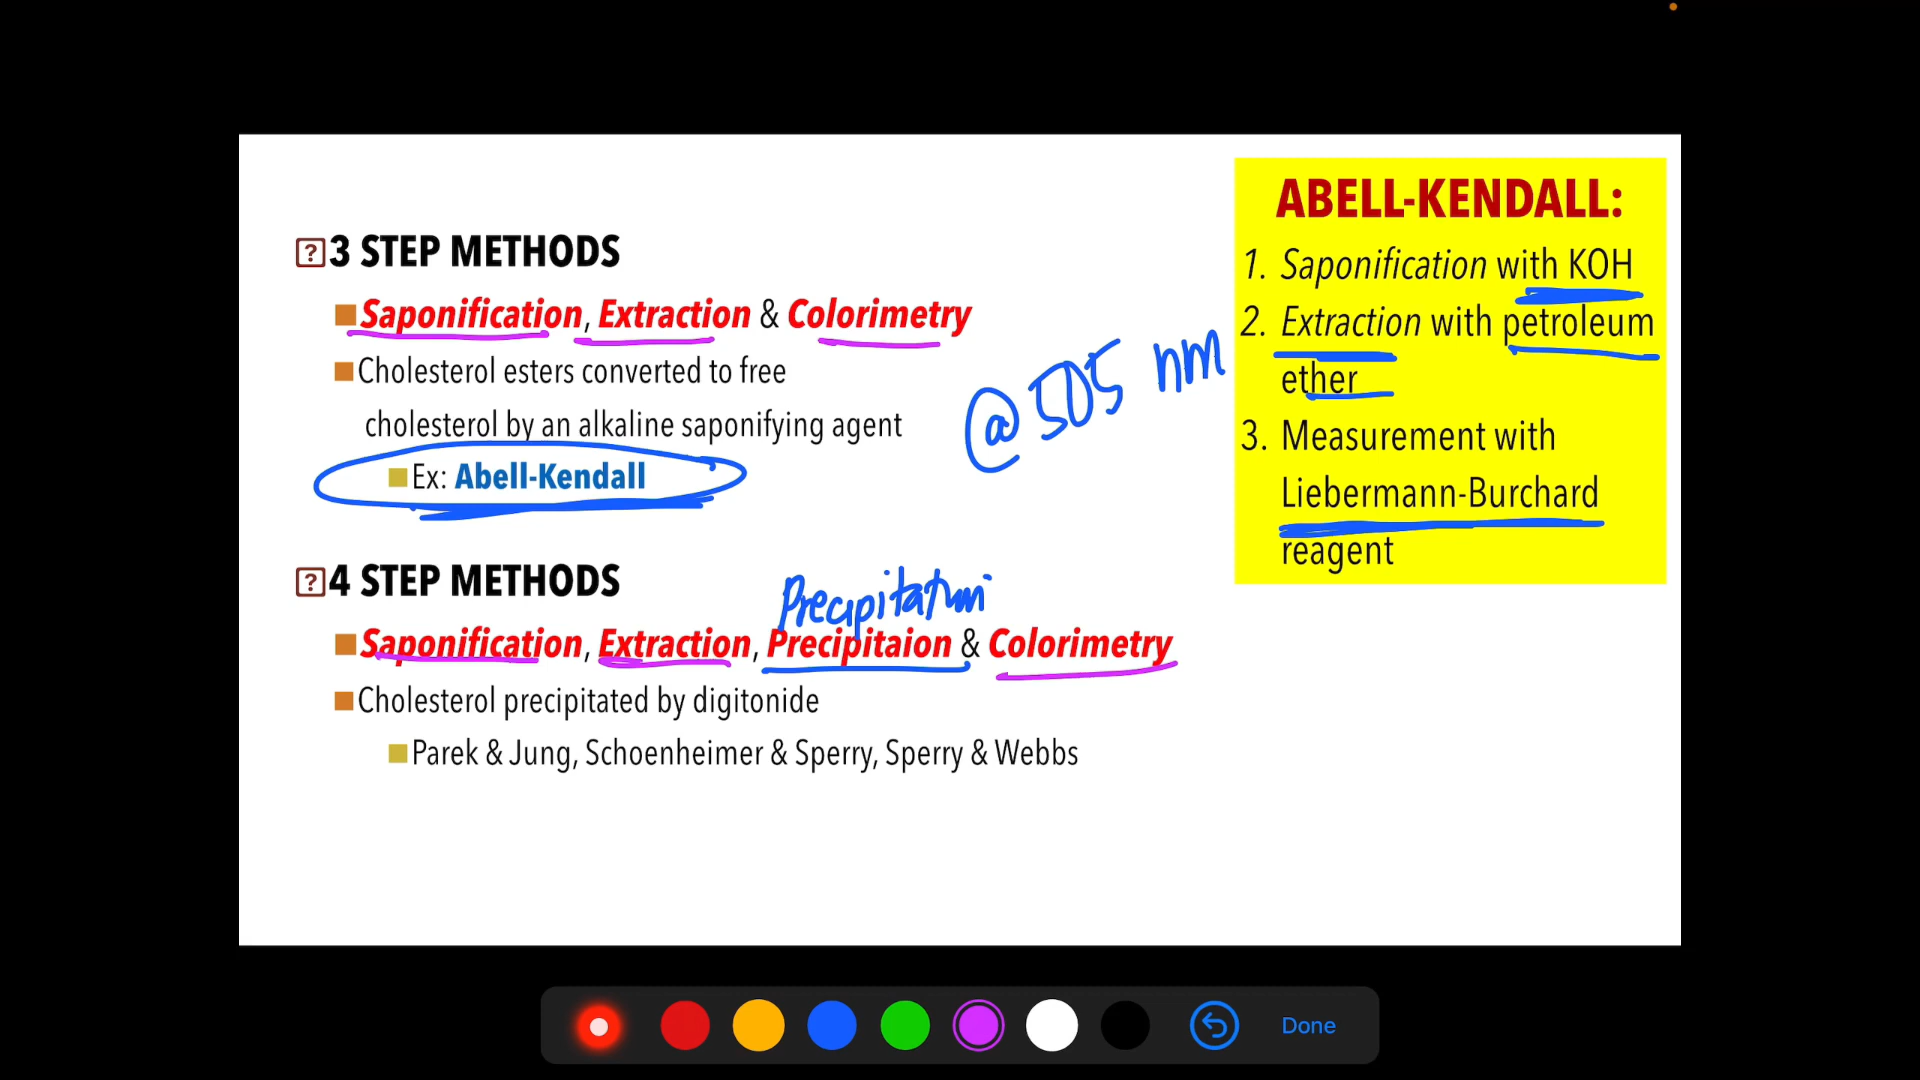 3 STEP METHODS
Saponification, Extraction & Colorimetry
Cholesterol esters converted to free
cholesterol by an alkaline saponifying agent
Ex: Abell-Kendall
@ 505 nm
4 STEP METHODS
Precipitation
Saponification, Extraction, Precipitaion & Colorimetry
Cholesterol precipitated by digitonide
Parek & Jung, Schoenheimer & Sperry, Sperry & Webbs
ABELL-KENDALL:
1. Saponification with KOH
2. Extraction with petroleum
ether
3. Measurement with
Liebermann-Burchard
reagent
Done